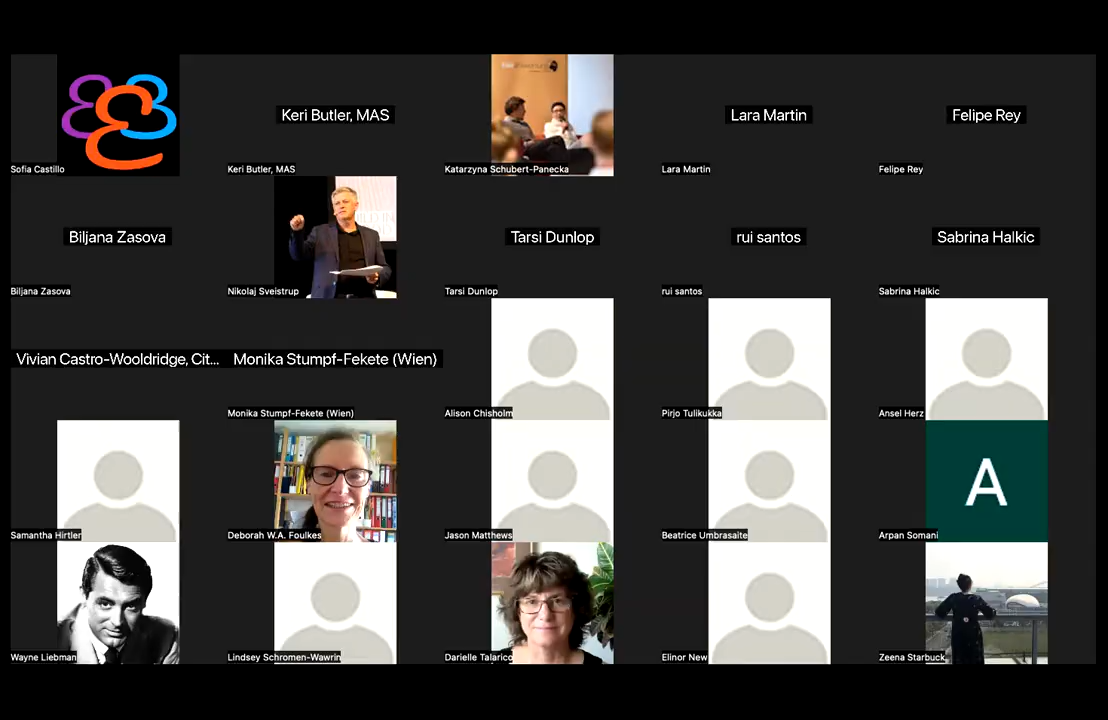 Keri Butler, MAS
Lara Martin
Felipe Rey
Sofia Castillo
Keri Butler, MAS
Katarzyna Schubert-Panecka
Lara Martin
Felipe Rey
Biljana Zasova
Tarsi Dunlop
rui santos
Sabrina Halkic
Biljana Zasova
Nikolaj Sveistrup
Tarsi Dunlop
rui santos
Sabrina Halkic
Vivian Castro-Wooldridge, Cit...
Monika Stumpf-Fekete (Wien)
Monika Stumpf-Fekete (Wien)
Alison Chisholm
Pirjo Tulikukka
Ansel Herz
Samantha Hirtler
Deborah W.A. Foulkes
Jason Matthews
Beatrice Umbrasaite
A
Arpan Somani
Wayne Liebman
Lindsey Schromen-Wawrin
Darielle Talarico
Elinor New
Zeena Starbuck